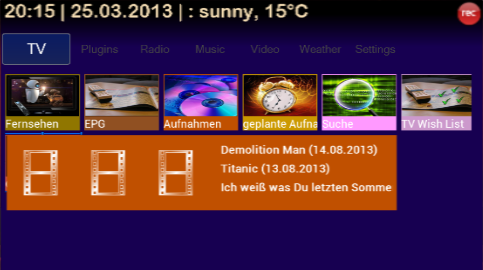 20:15 | 25.03.2013 | : sunny, 15°C
rec
TV Plugins Radio Music Video Weather Settings
Fernsehen EPG Aufnahmen geplante Aufna Suche TV Wish List
Demolition Man (14.08.2013)
Titanic (13.08.2013)
Ich weiß was Du letzten Somme